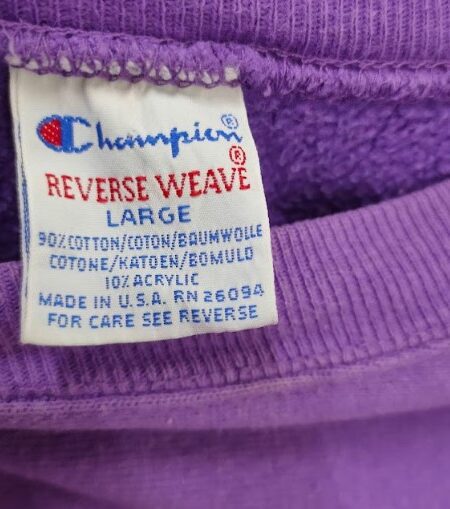 Champion®
REVERSE WEAVE®
LARGE
90% COTTON/COTON/BAUMWOLLE
COTONE/KATOEN/BOMULD
10% ACRYLIC
MADE IN U.S.A. RN 26094
FOR CARE SEE REVERSE